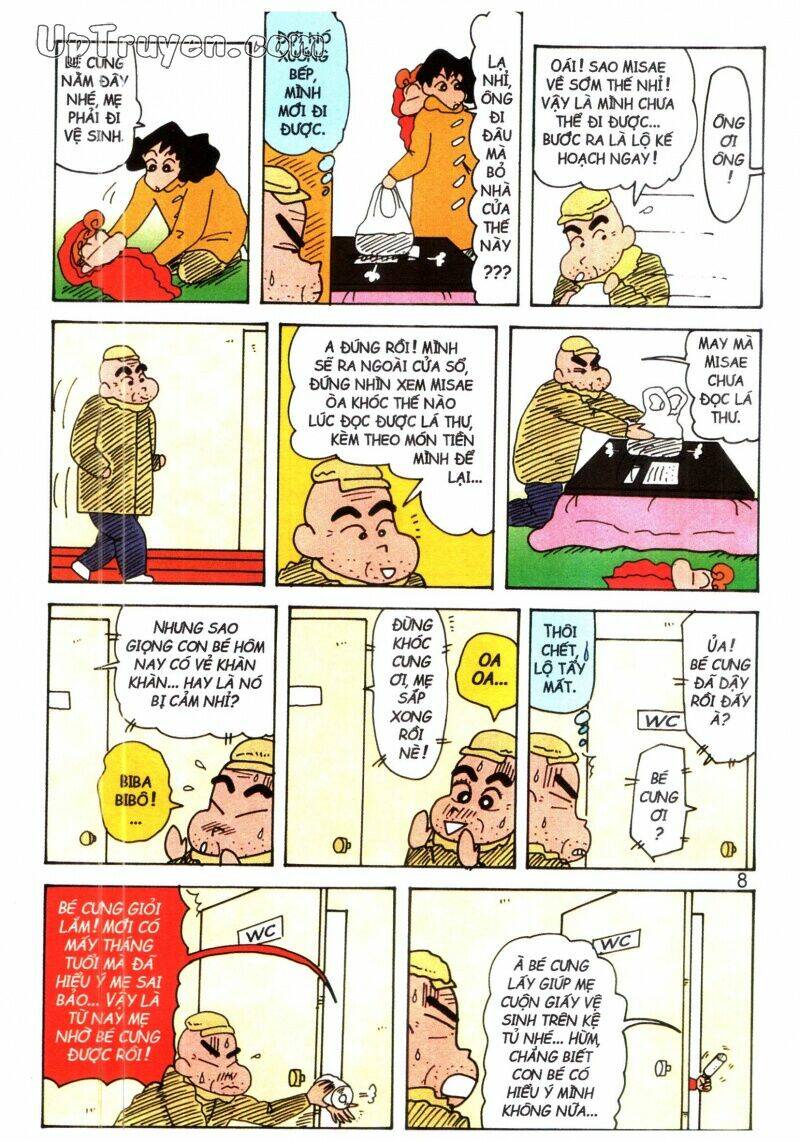 UpTruyen.com
ÔNG
ƠI
ÔNG!
OÁI! SAO MISAE
VỀ SỚM THẾ NHỈ!
VẬY LÀ MÌNH CHƯA
THỂ ĐI ĐƯỢC...
BƯỚC RA LÀ LỘ KẾ
HOẠCH NGAY!
LẠ
NHỈ,
ÔNG
ĐI
ĐÂU
MÀ
BỎ
NHÀ
CỬA
THẾ
NÀY
???
ĐỢI NÓ
XUỐNG
BẾP,
MÌNH
MỚI ĐI
ĐƯỢC.
BÉ CƯNG
NẰM ĐÂY
NHÉ, MẸ
PHẢI ĐI
VỆ SINH.
MAY MÀ
MISAE
CHƯA
ĐỌC LÁ
THƯ.
A ĐÚNG RỒI! MÌNH
SẼ RA NGOÀI CỬA SỔ,
ĐỨNG NHÌN XEM MISAE
ÒA KHÓC THẾ NÀO
LÚC ĐỌC ĐƯỢC LÁ THƯ,
KÈM THEO MÓN TIỀN
MÌNH ĐỂ
LẠI...
ỦA!
BÉ CƯNG
ĐÃ DẬY
RỒI ĐẤY
À?
BÉ
CƯNG
ƠI
?
WC
THÔI
CHẾT,
LỘ TẨY
MẤT.
OA
OA...
ĐỪNG
KHÓC
CƯNG
ƠI, MẸ
SẮP
XONG
RỒI
NÈ!
NHƯNG SAO
GIỌNG CON BÉ HÔM
NAY CÓ VẺ KHÀN
KHÀN... HAY LÀ NÓ
BỊ CẢM NHỈ?
BIBA
BIBÔ!
...
8
WC
À BÉ CƯNG
LẤY GIÚP MẸ
CUỘN GIẤY VỆ
SINH TRÊN KỆ
TỦ NHÉ... HỪM,
CHẲNG BIẾT
CON BÉ CÓ
HIỂU Ý MÌNH
KHÔNG NỮA...
BÉ CƯNG GIỎI
LẮM! MỚI CÓ
MẤY THÁNG
TUỔI MÀ ĐÃ
HIỂU Ý MẸ SAI
BẢO... VẬY LÀ
TỪ NAY MẸ
NHỜ BÉ CƯNG
ĐƯỢC RỒI!
WC